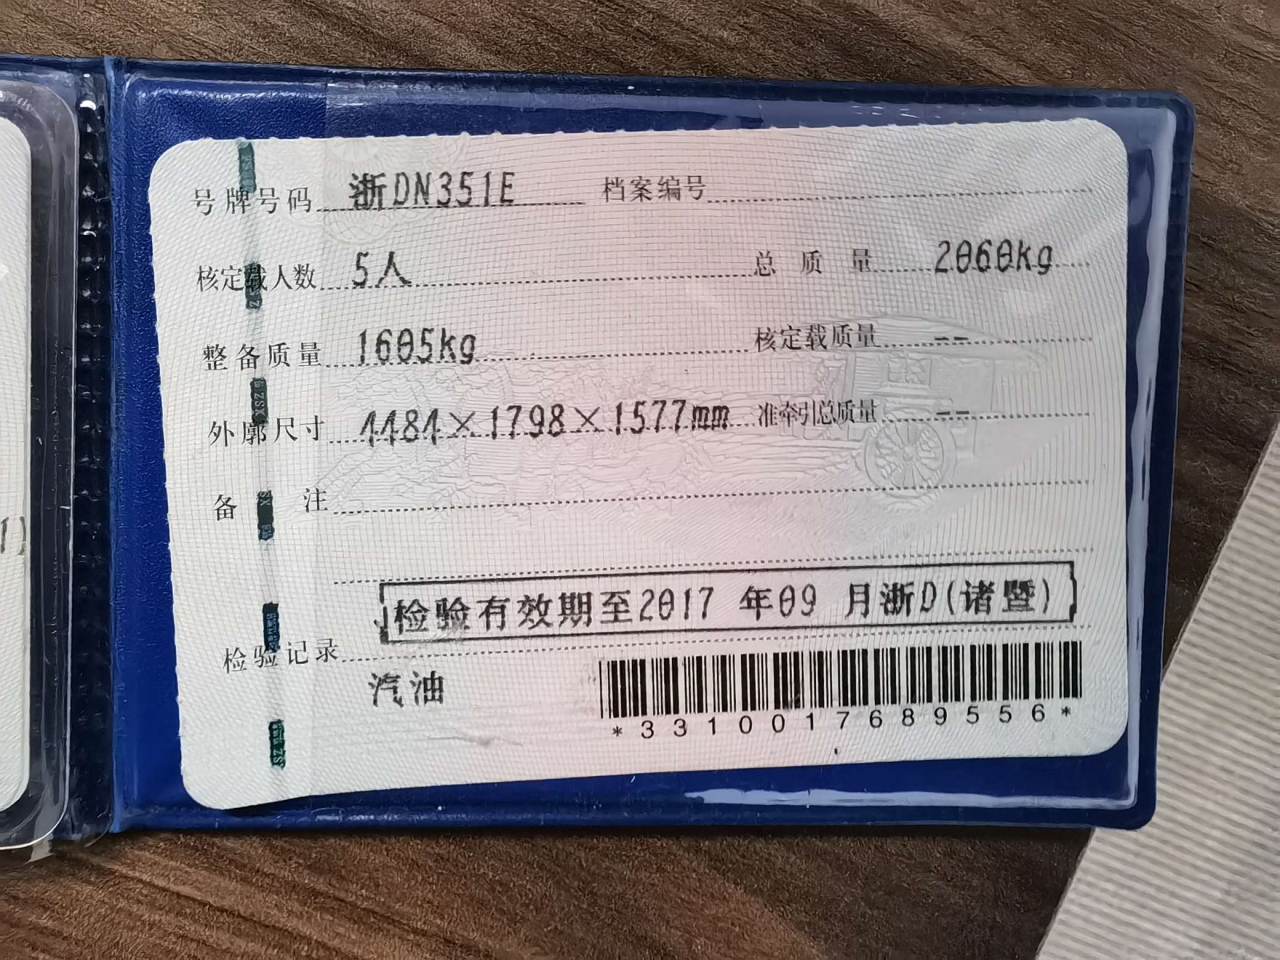 号牌号码 浙DN351E 档案编号
核定载人数 5人 总质量 2060kg
整备质量 1605kg 核定载质量 --
外廓尺寸 4484×1798×1577mm 准牵引总质量 --
备注
检验有效期至2017年09月浙D(诸暨)
检验记录
汽油
*3310017689556*